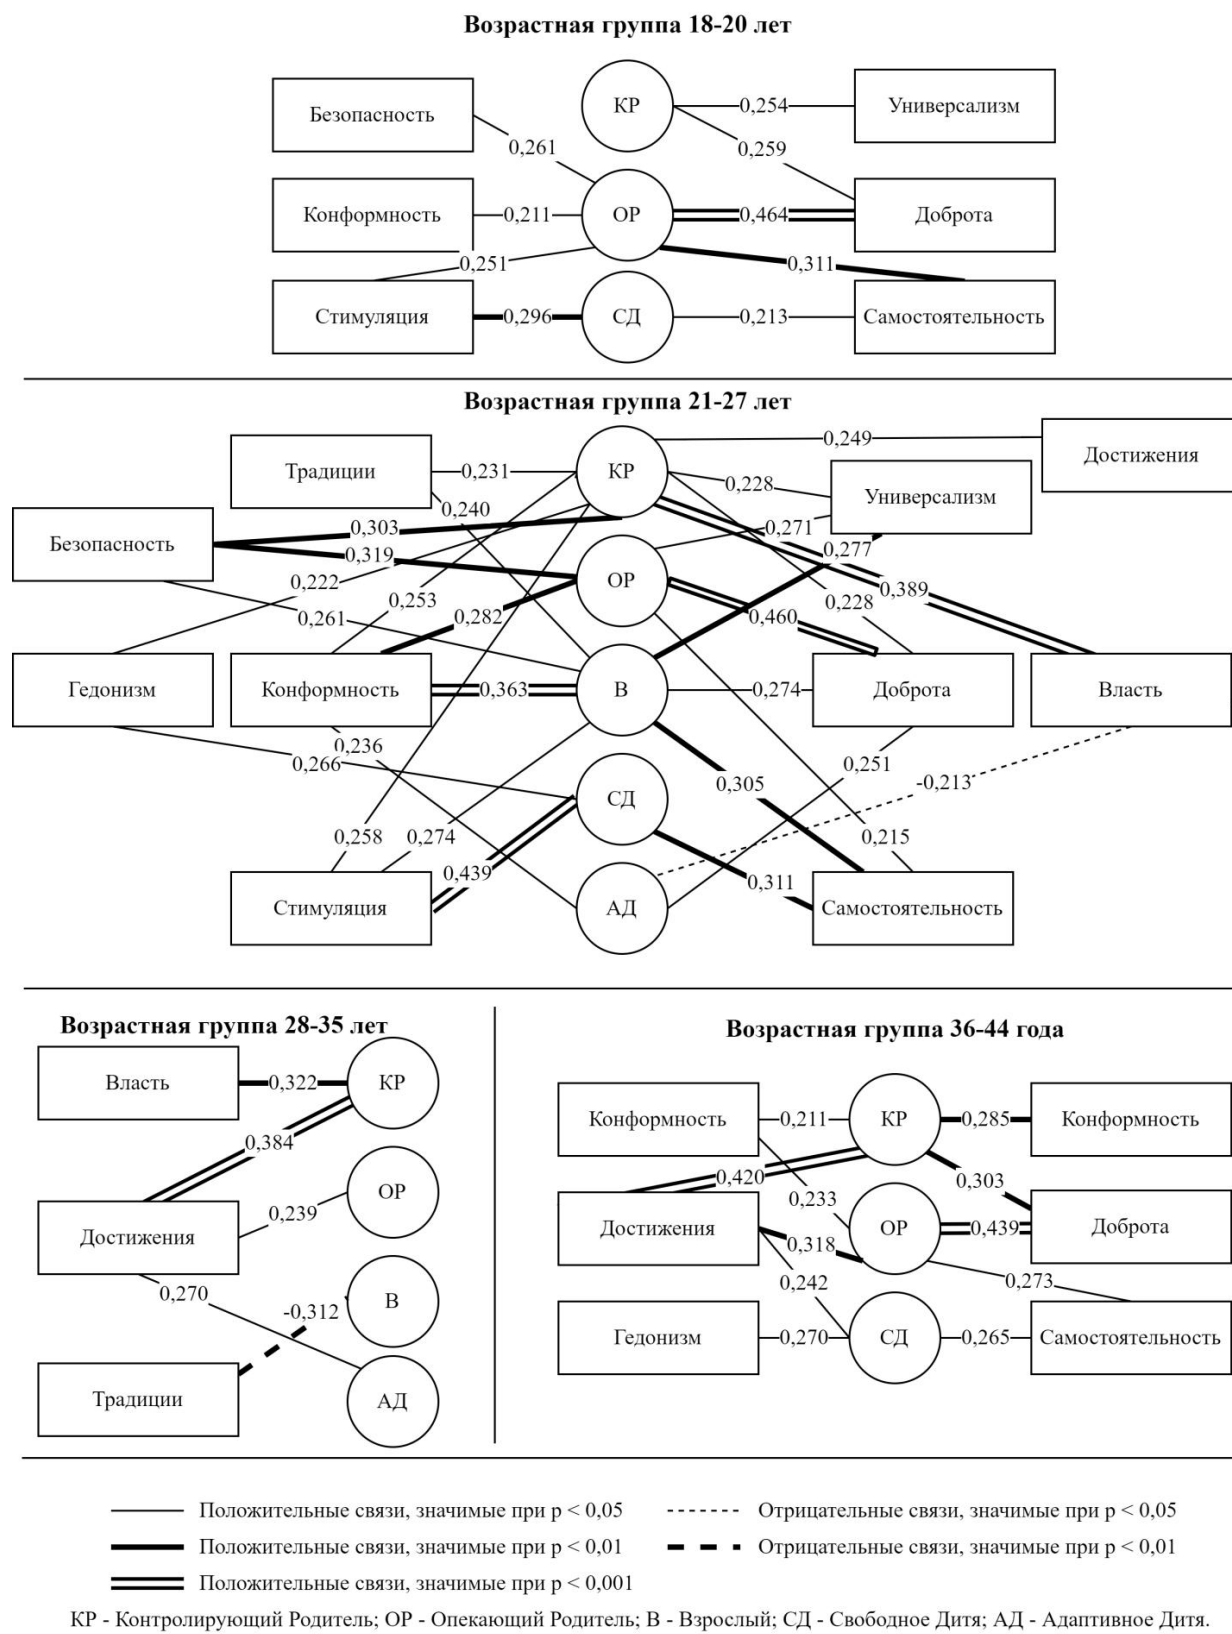 Возрастная группа 18-20 лет
Безопасность
КР
0,254
Универсализм
0,261
0,259
Конформность
0,211
ОР
0,464
Доброта
0,251
0,311
Стимуляция
0,296
СД
0,213
Самостоятельность
Возрастная группа 21-27 лет
0,249
Достижения
Традиции
0,231
КР
0,228
Универсализм
0,240
0,303
0,271
Безопасность
0,319
0,277
0,222
0,253
ОР
0,389
0,228
0,261
0,282
0,460
Гедонизм
Конформность
0,363
В
0,274
Доброта
Власть
0,236
0,266
0,251
0,305
-0,213
СД
0,258
0,274
0,215
0,439
0,311
Стимуляция
АД
Самостоятельность
Возрастная группа 28-35 лет
Власть
0,322
КР
0,384
ОР
0,239
Достижения
0,270
-0,312
В
Традиции
АД
Возрастная группа 36-44 года
Конформность
0,211
КР
0,285
Конформность
0,420
0,303
0,233
Достижения
0,318
ОР
0,439
Доброта
0,242
0,273
Гедонизм
0,270
СД
0,265
Самостоятельность
Положительные связи, значимые при p < 0,05
Отрицательные связи, значимые при p < 0,05
Положительные связи, значимые при p < 0,01
Отрицательные связи, значимые при p < 0,01
Положительные связи, значимые при p < 0,001
КР - Контролирующий Родитель; ОР - Опекающий Родитель; В - Взрослый; СД - Свободное Дитя; АД - Адаптивное Дитя.